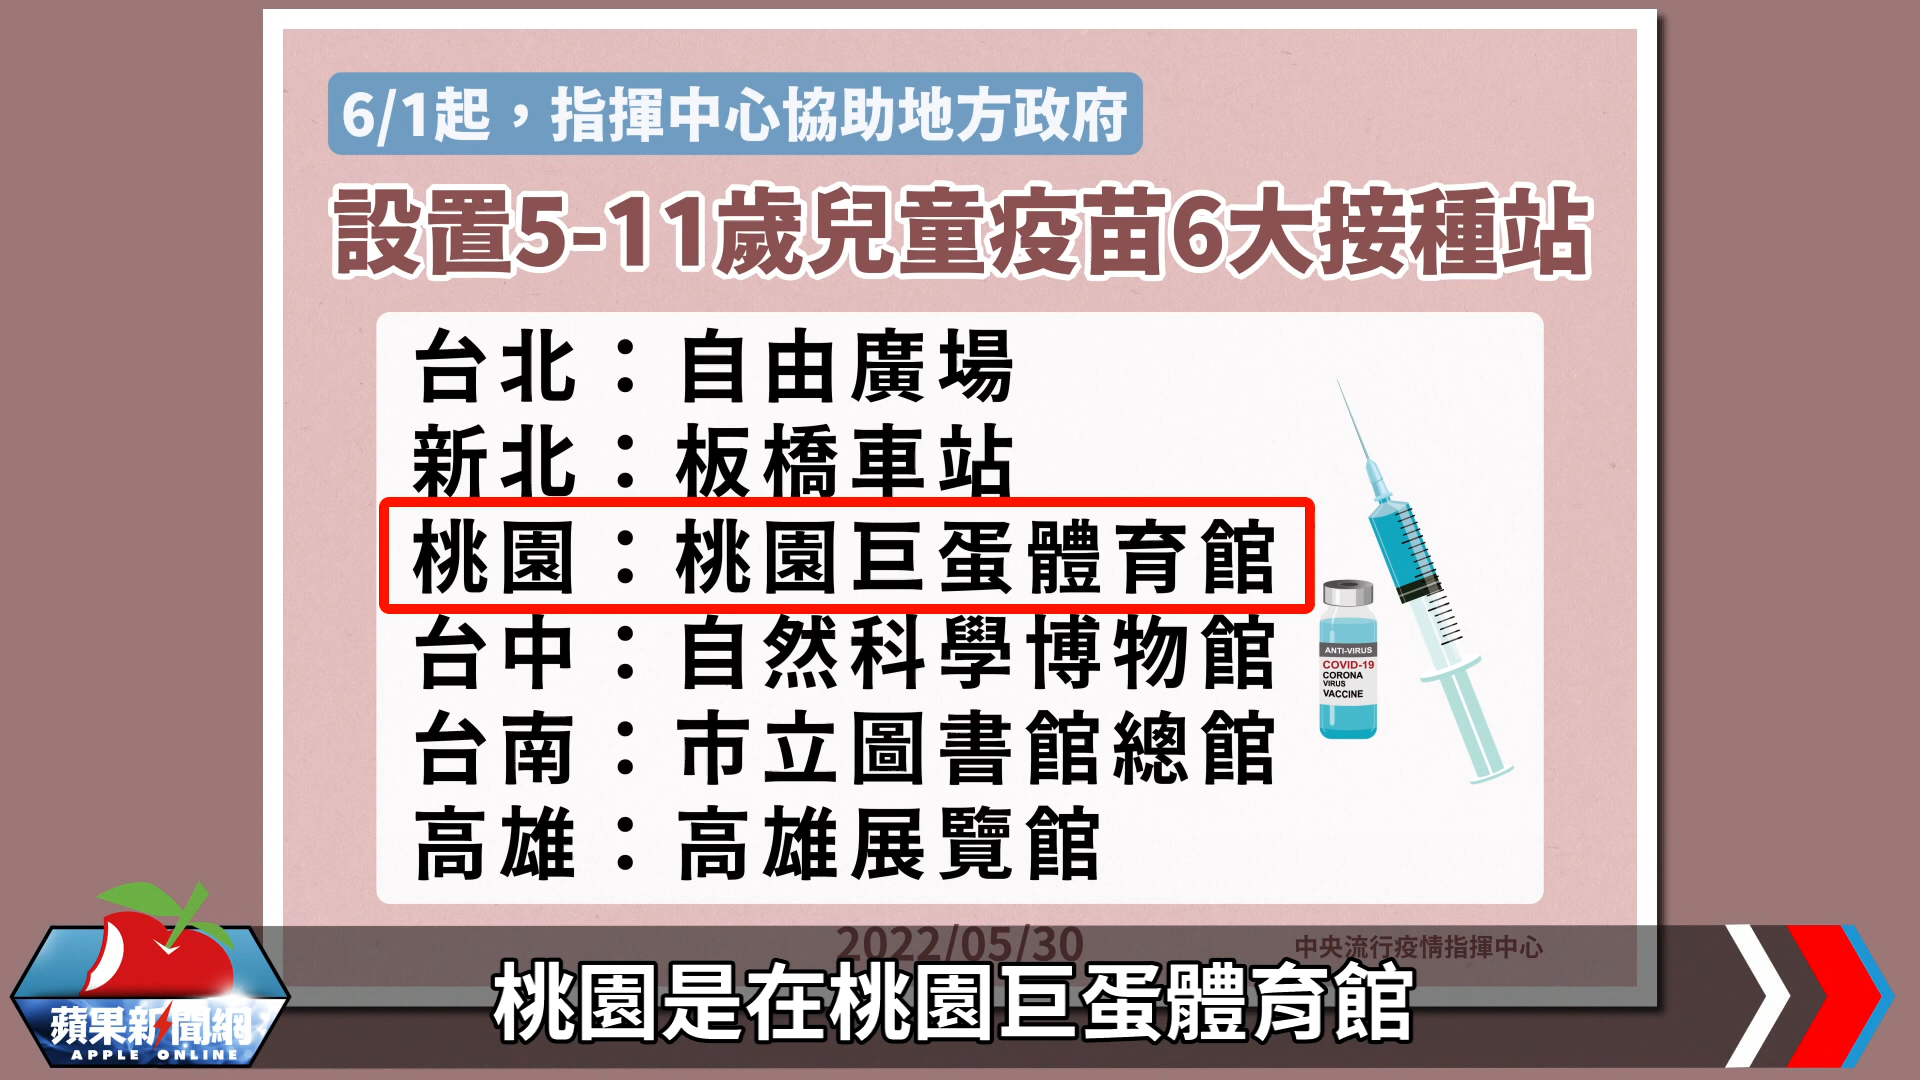 6/1起，指揮中心協助地方政府
設置5-11歲兒童疫苗6大接種站
台北：自由廣場
新北：板橋車站
桃園：桃園巨蛋體育館
台中：自然科學博物館
台南：市立圖書館總館
高雄：高雄展覽館
ANTI-VIRUS
COVID-19
CORONA
VIRUS
VACCINE
2022/05/30
中央流行疫情指揮中心
桃園是在桃園巨蛋體育館
蘋果新聞網
APPLE ONLINE